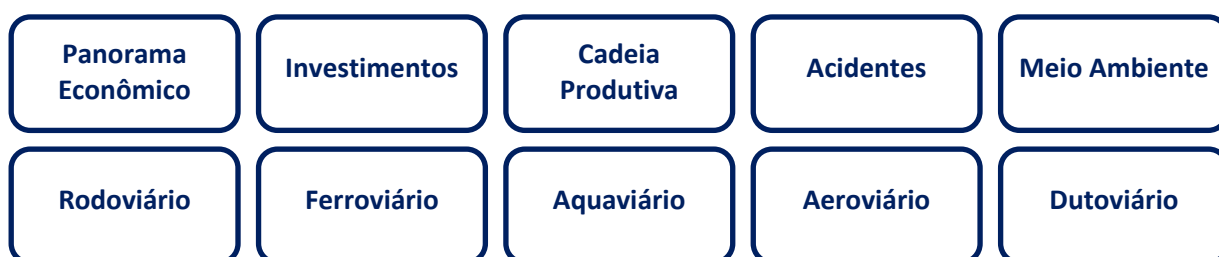 Panorama
Econômico
Investimentos
Cadeia
Produtiva
Acidentes
Meio Ambiente
Rodoviário
Ferroviário
Aquaviário
Aeroviário
Dutoviário